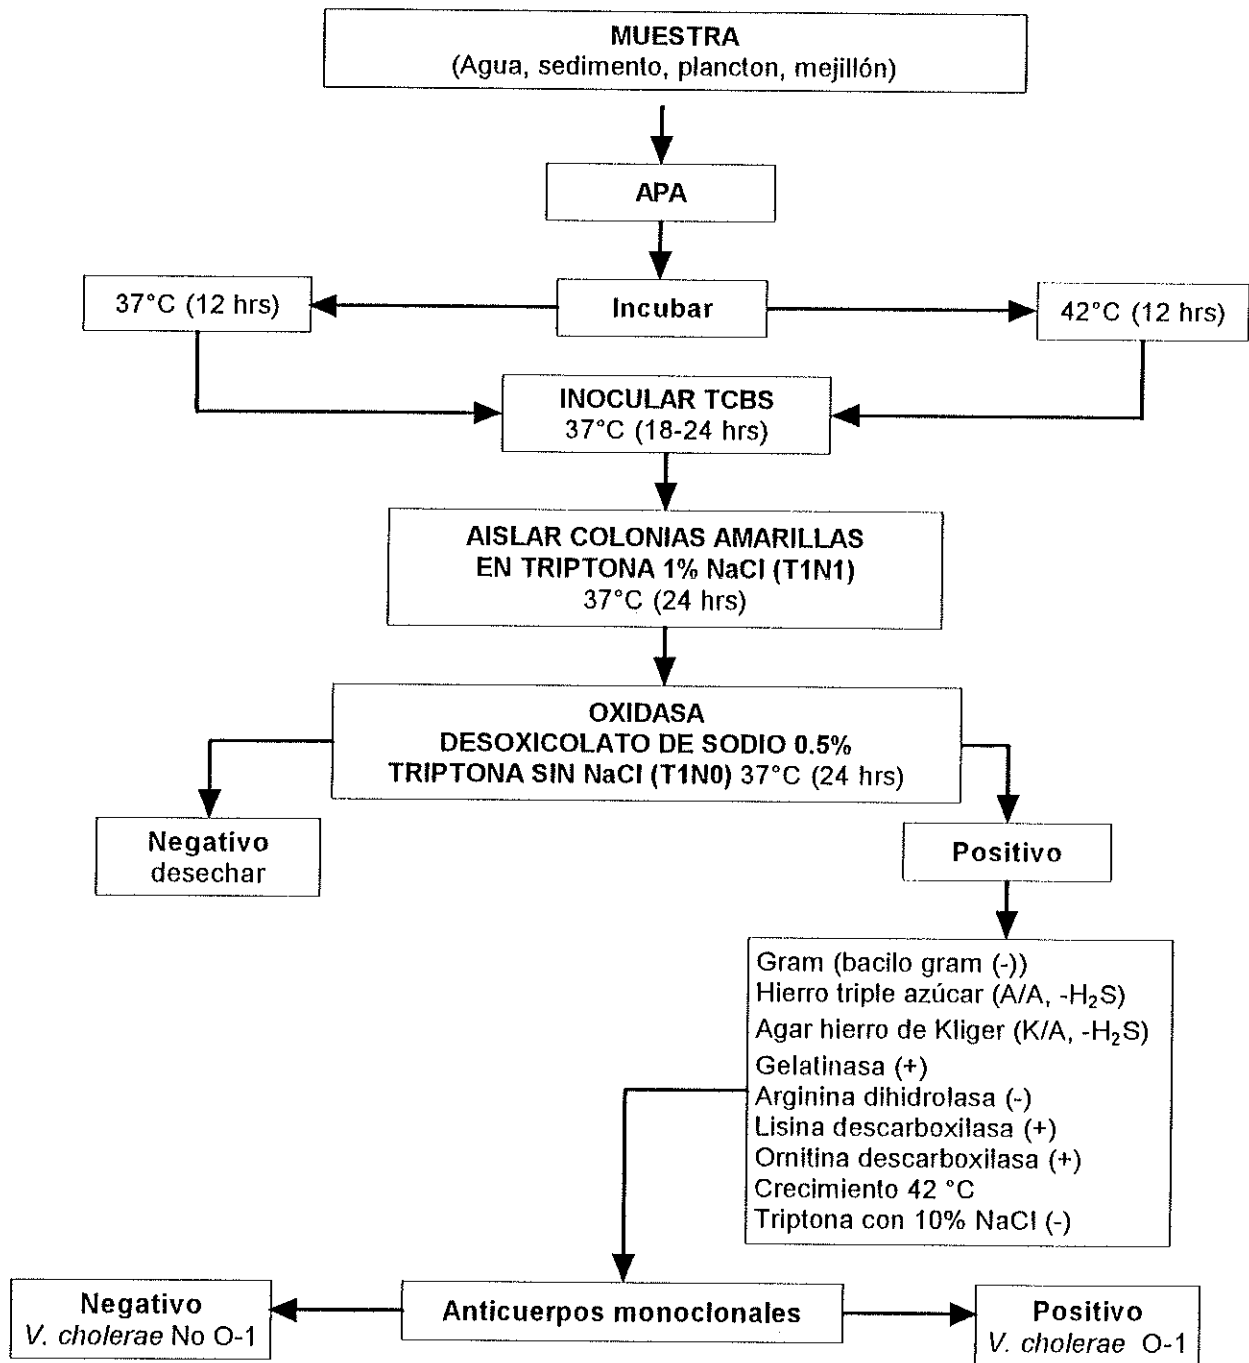 MUESTRA
(Agua, sedimento, plancton, mejillón)
APA
37°C (12 hrs)
Incubar
42°C (12 hrs)
INOCULAR TCBS
37°C (18-24 hrs)
AISLAR COLONIAS AMARILLAS
EN TRIPTONA 1% NaCl (T1N1)
37°C (24 hrs)
OXIDASA
DESOXICOLATO DE SODIO 0.5%
TRIPTONA SIN NaCl (T1N0) 37°C (24 hrs)
Negativo
desechar
Positivo
Gram (bacilo gram (-))
Hierro triple azúcar (A/A, -H₂S)
Agar hierro de Kliger (K/A, -H₂S)
Gelatinasa (+)
Arginina dihidrolasa (-)
Lisina descarboxilasa (+)
Ornitina descarboxilasa (+)
Crecimiento 42 °C
Triptona con 10% NaCl (-)
Negativo
V. cholerae No O-1
Anticuerpos monoclonales
Positivo
V. cholerae O-1